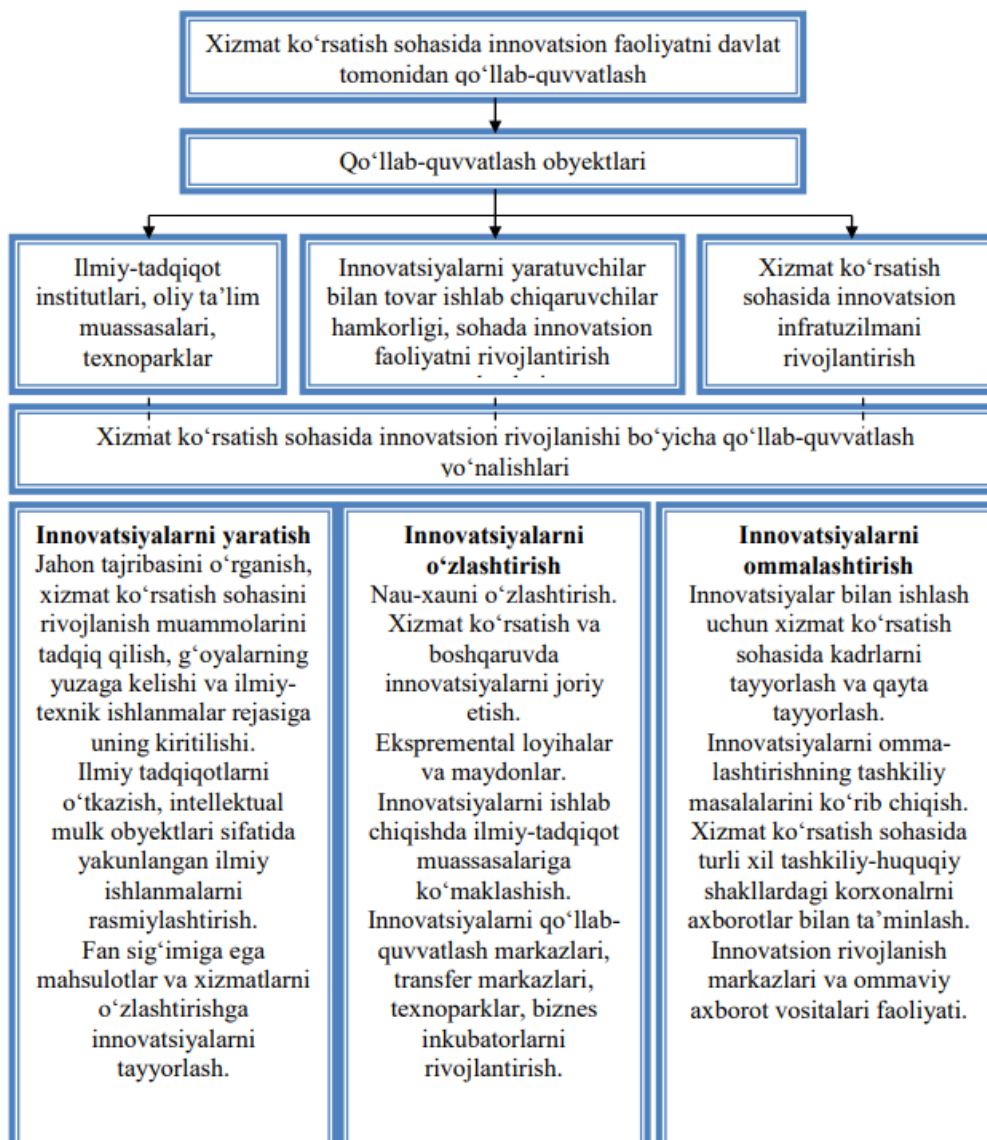 Xizmat ko‘rsatish sohasida innovatsion faoliyatni davlat
tomonidan qo‘llab-quvvatlash
Qo‘llab-quvvatlash obyektlari
Ilmiy-tadqiqot
institutlari, oliy ta’lim
muassasalari,
texnoparklar
Innovatsiyalarni yaratuvchilar
bilan tovar ishlab chiqaruvchilar
hamkorligi, sohada innovatsion
faoliyatni rivojlantirish
Xizmat ko‘rsatish
sohasida innovatsion
infratuzilmani
rivojlantirish
Xizmat ko‘rsatish sohasida innovatsion rivojlanishi bo‘yicha qo‘llab-quvvatlash
yo‘nalishlari
Innovatsiyalarni yaratish
Jahon tajribasini o‘rganish,
xizmat ko‘rsatish sohasini
rivojlanish muammolarini
tadqiq qilish, g‘oyalarning
yuzaga kelishi va ilmiy-
texnik ishlanmalar rejasiga
uning kiritilishi.
Ilmiy tadqiqotlarni
o‘tkazish, intellektual
mulk obyektlari sifatida
yakunlangan ilmiy
ishlanmalarni
rasmiylashtirish.
Fan sig‘imiga ega
mahsulotlar va xizmatlarni
o‘zlashtirishga
innovatsiyalarni
tayyorlash.
Innovatsiyalarni
o‘zlashtirish
Nau-xauni o‘zlashtirish.
Xizmat ko‘rsatish va
boshqaruvda
innovatsiyalarni joriy
etish.
Ekspremental loyihalar
va maydonlar.
Innovatsiyalarni ishlab
chiqishda ilmiy-tadqiqot
muassasalariga
ko‘maklashish.
Innovatsiyalarni qo‘llab-
quvvatlash markazlari,
transfer markazlari,
texnoparklar, biznes
inkubatorlarni
rivojlantirish.
Innovatsiyalarni
ommalashtirish
Innovatsiyalar bilan ishlash
uchun xizmat ko‘rsatish
sohasida kadrlarni
tayyorlash va qayta
tayyorlash.
Innovatsiyalarni omma-
lashtirishning tashkiliy
masalalarini ko‘rib chiqish.
Xizmat ko‘rsatish sohasida
turli xil tashkiliy-huquqiy
shakllardagi korxonalrni
axborotlar bilan ta’minlash.
Innovatsion rivojlanish
markazlari va ommaviy
axborot vositalari faoliyati.